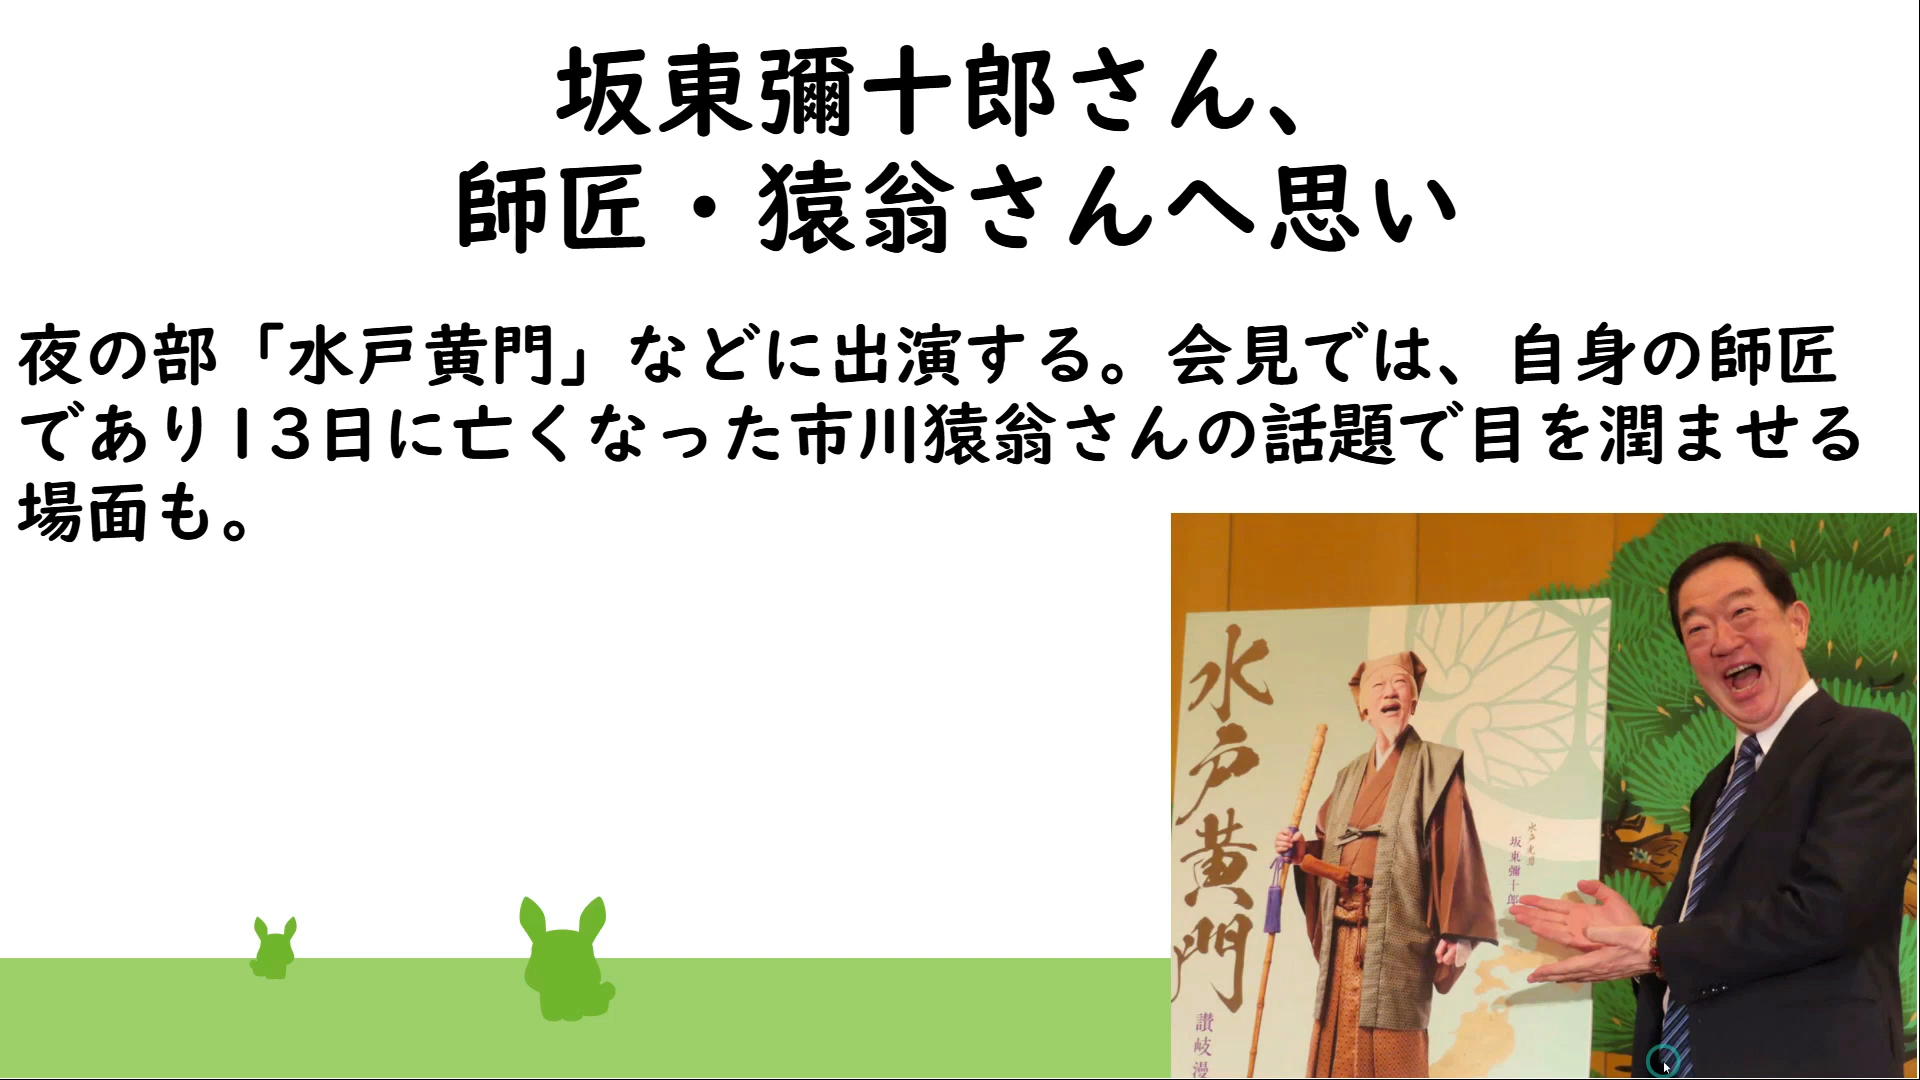 坂東彌十郎さん、
師匠・猿翁さんへ思い
夜の部「水戸黄門」などに出演する。会見では、自身の師匠
であり13日に亡くなった市川猿翁さんの話題で目を潤ませる
場面も。
水戸黄門
讃岐漫
水戸光圀
坂東彌十郎